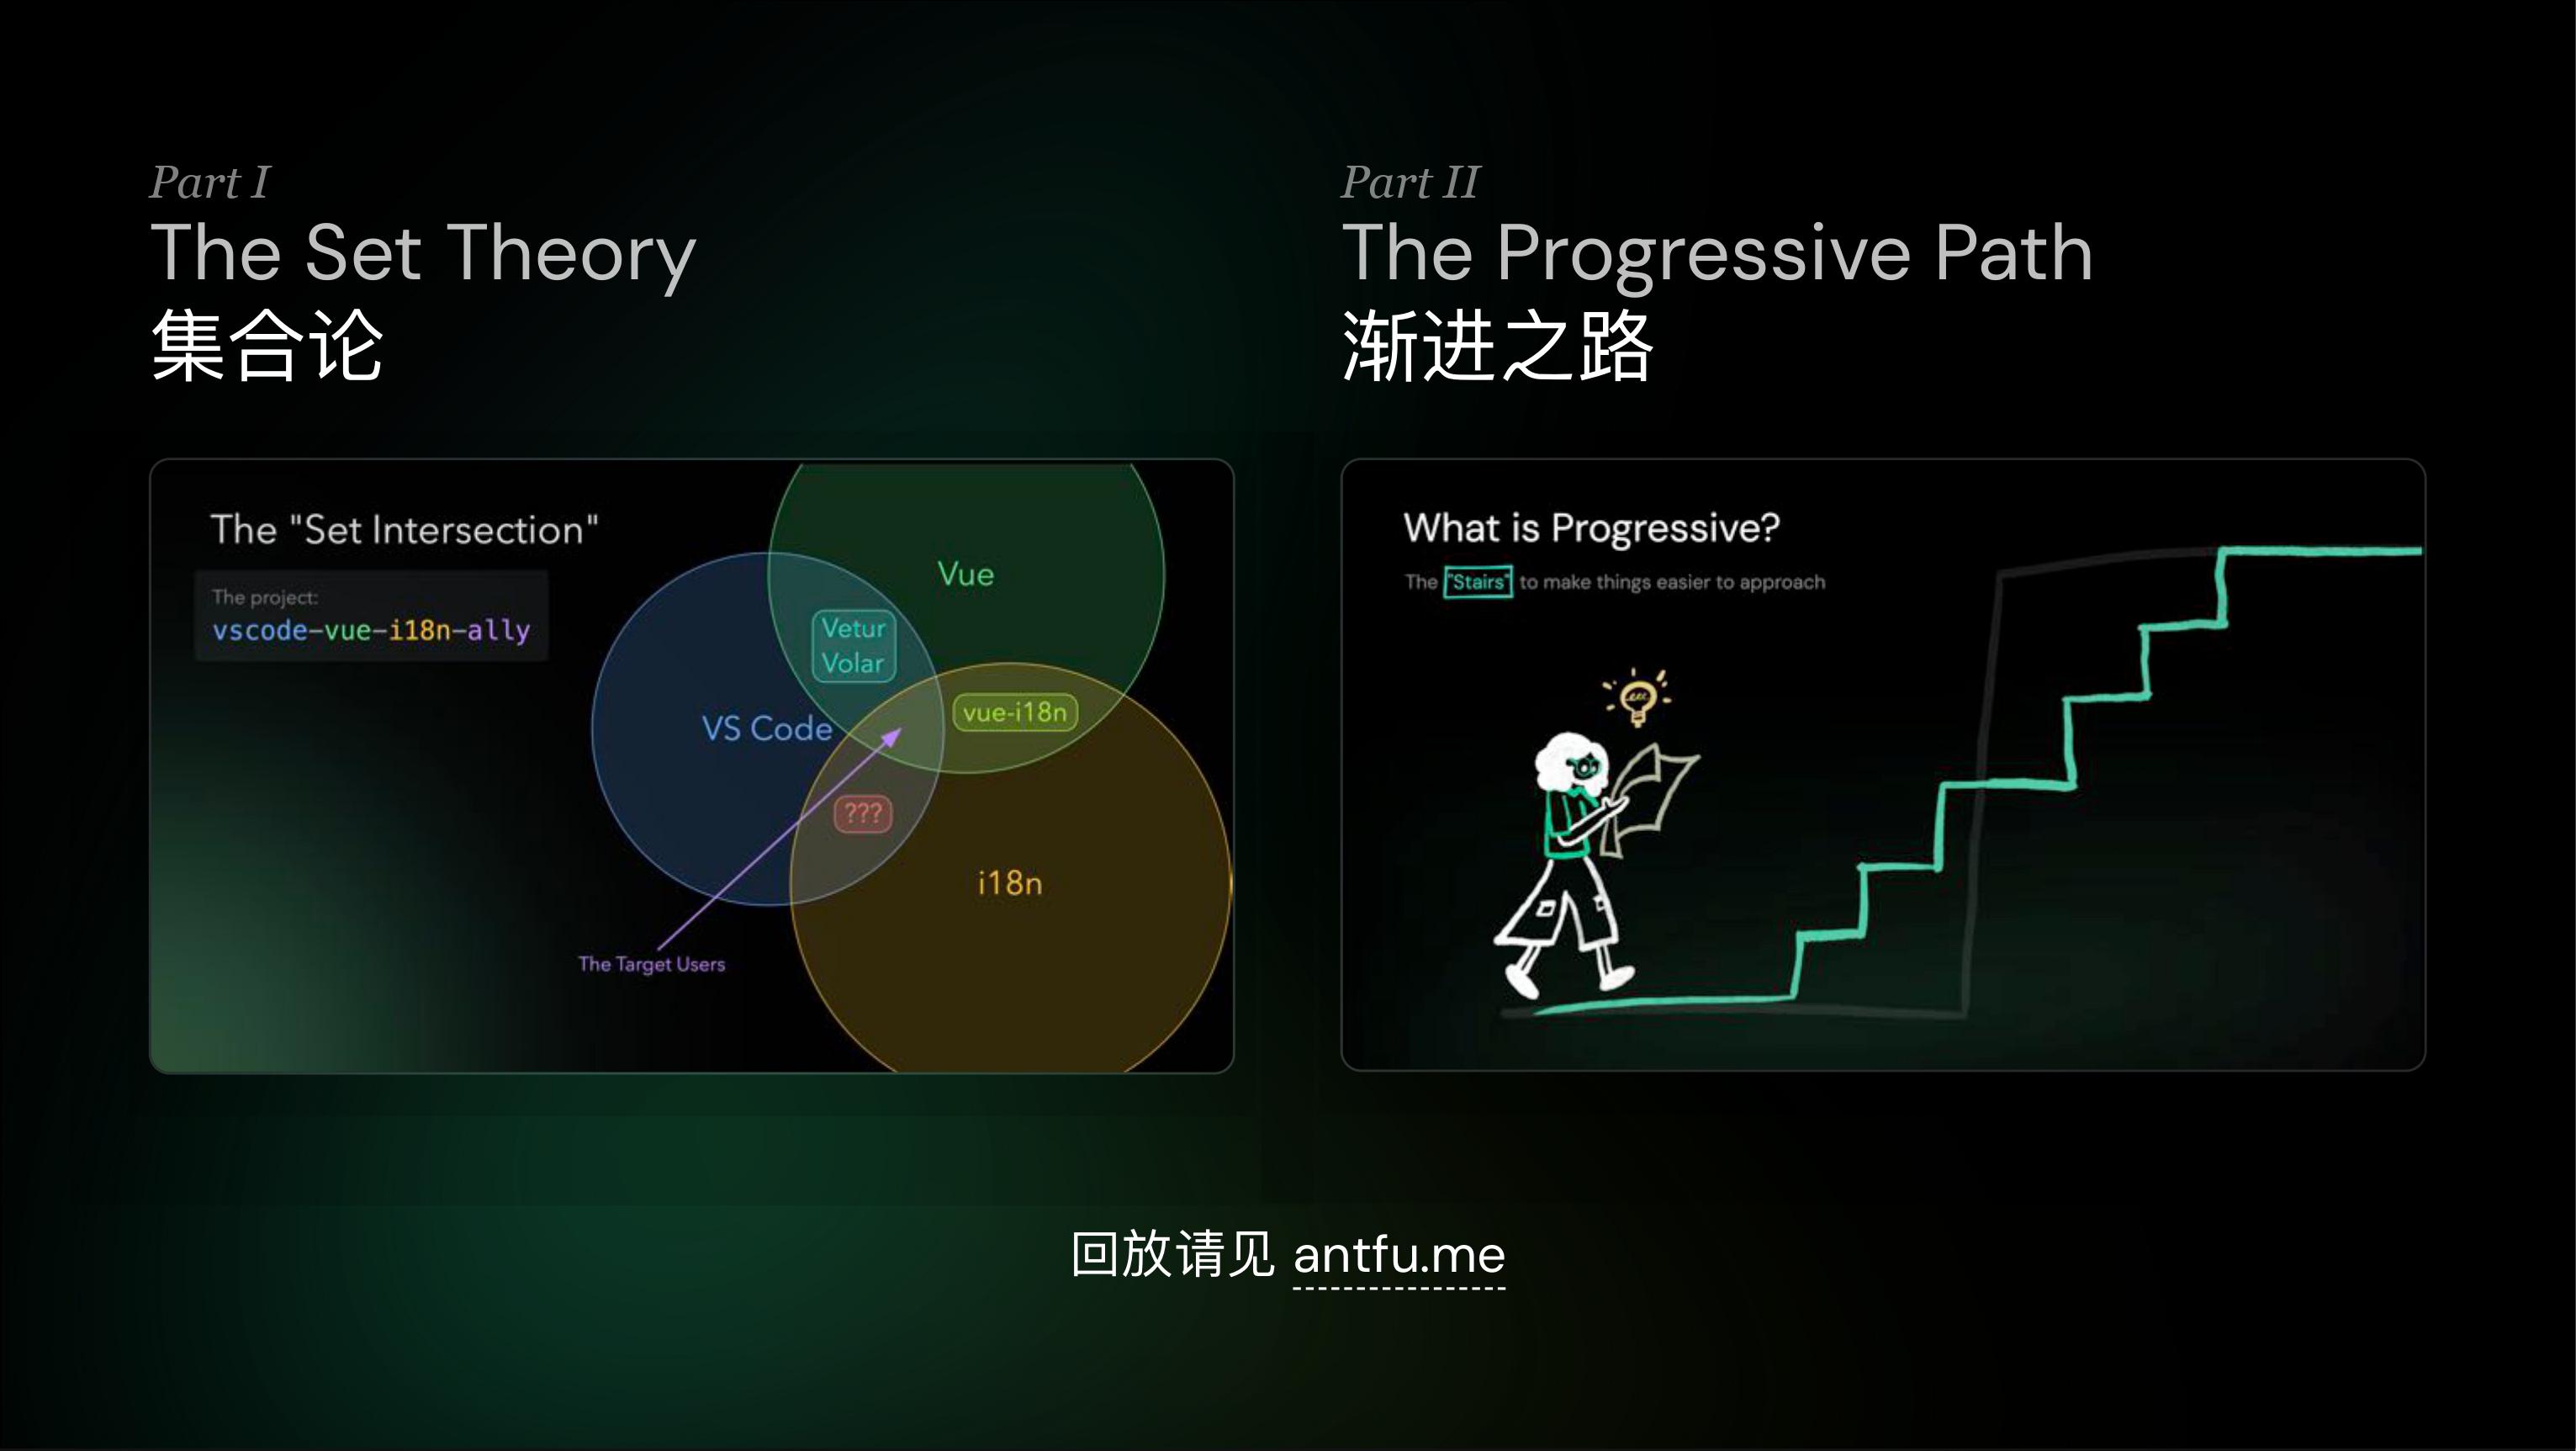 Part I
The Set Theory
集合论
The "Set Intersection"
The project:
vscode-vue-i18n-ally
Vue
Vetur
Volar
VS Code
vue-i18n
???
i18n
The Target Users
Part II
The Progressive Path
渐进之路
What is Progressive?
The "Stairs" to make things easier to approach
回放请见 antfu.me